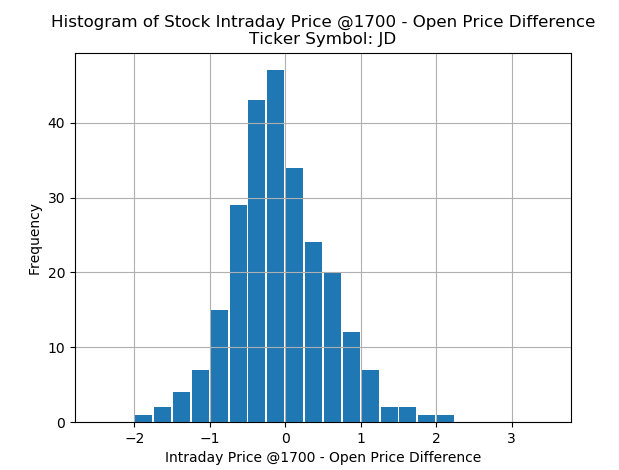 Histogram of Stock Intraday Price @1700 - Open Price Difference
Ticker Symbol: JD
40
30
20
10
0
Frequency
−2 −1 0 1 2 3
Intraday Price @1700 - Open Price Difference